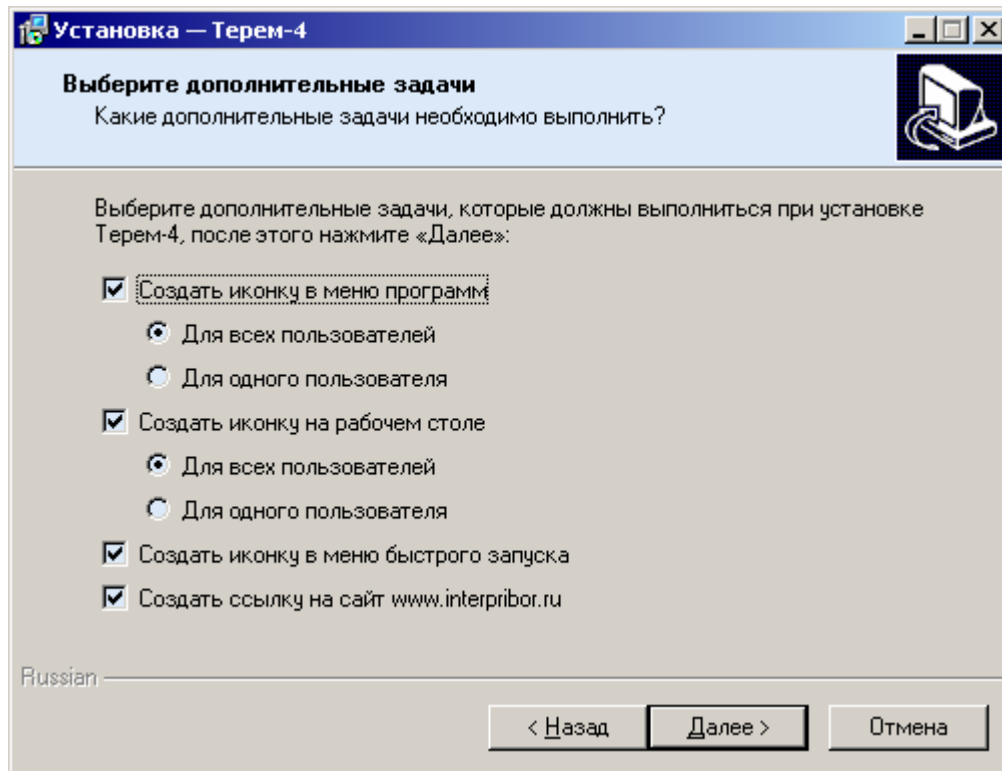 Установка — Терем-4
Выберите дополнительные задачи
Какие дополнительные задачи необходимо выполнить?
Выберите дополнительные задачи, которые должны выполниться при установке
Терем-4, после этого нажмите «Далее»:
Создать иконку в меню программ
Для всех пользователей
Для одного пользователя
Создать иконку на рабочем столе
Для всех пользователей
Для одного пользователя
Создать иконку в меню быстрого запуска
Создать ссылку на сайт www.interpribor.ru
Russian
< Назад Далее > Отмена